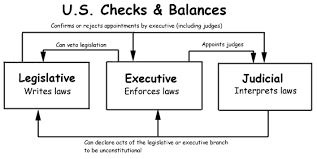 U.S. Checks & Balances
Confirms or rejects appointments by executive (including judges)
Can veto legislation
Appoints judges
Legislative
Writes laws
Executive
Enforces laws
Judicial
Interprets laws
Can declare acts of the legislative or executive branch
to be unconstitutional